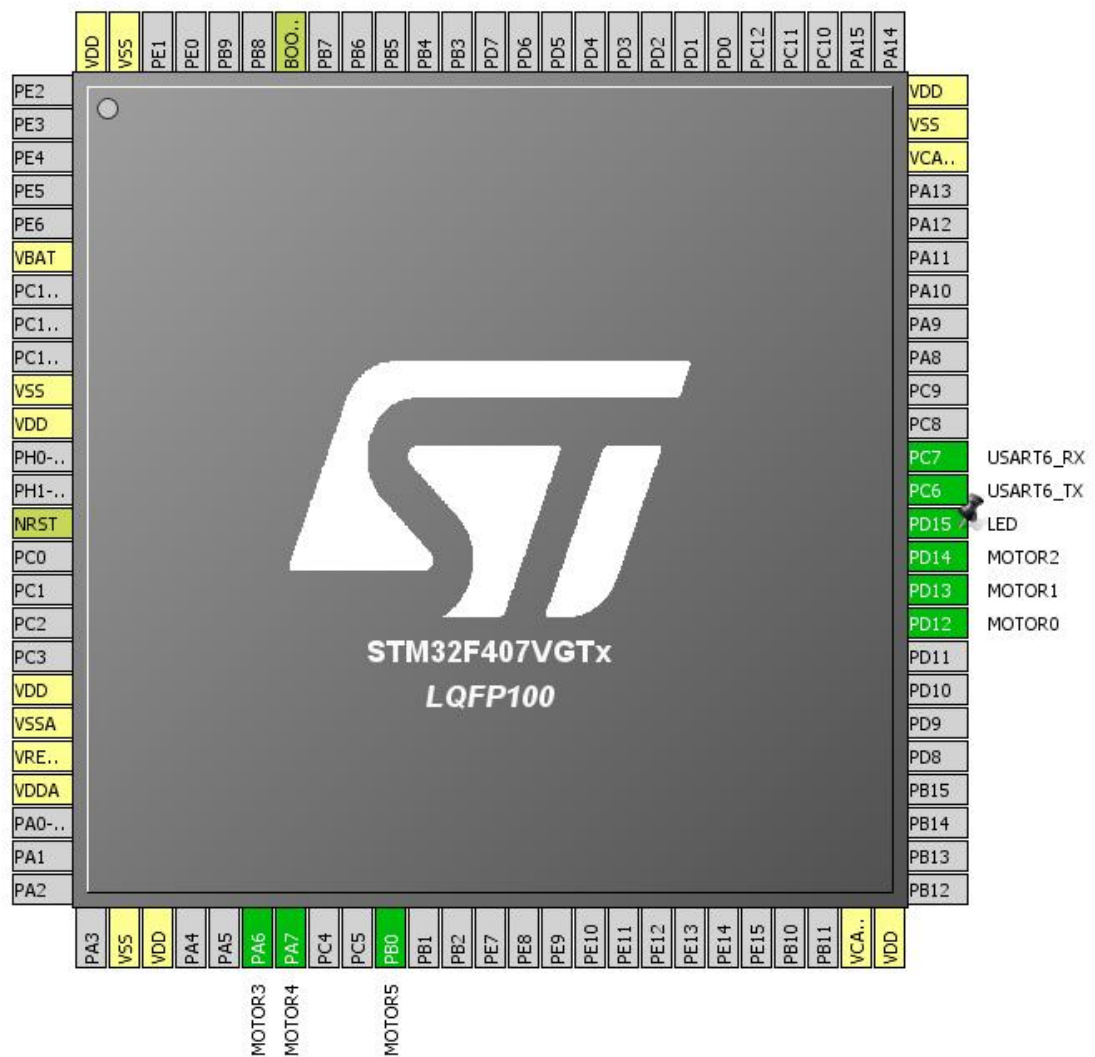 VDD
VSS
PE1
PE0
PB9
PB8
BOO..
PB7
PB6
PB5
PB4
PB3
PD7
PD6
PD5
PD4
PD3
PD2
PD1
PD0
PC12
PC11
PC10
PA15
PA14
PE2
PE3
PE4
PE5
PE6
VBAT
PC1..
PC1..
PC1..
VSS
VDD
PH0-..
PH1-..
NRST
PC0
PC1
PC2
PC3
VDD
VSSA
VRE..
VDDA
PA0-..
PA1
PA2
ST
STM32F407VGTx
LQFP100
VDD
VSS
VCA..
PA13
PA12
PA11
PA10
PA9
PA8
PC9
PC8
PC7 USART6_RX
PC6 USART6_TX
PD15 LED
PD14 MOTOR2
PD13 MOTOR1
PD12 MOTOR0
PD11
PD10
PD9
PD8
PB15
PB14
PB13
PB12
PA3
VSS
VDD
PA4
PA5
PA6 MOTOR3
PA7 MOTOR4
PC4
PC5
PB0 MOTOR5
PB1
PB2
PE7
PE8
PE9
PE10
PE11
PE12
PE13
PE14
PE15
PB10
PB11
VCA..
VDD